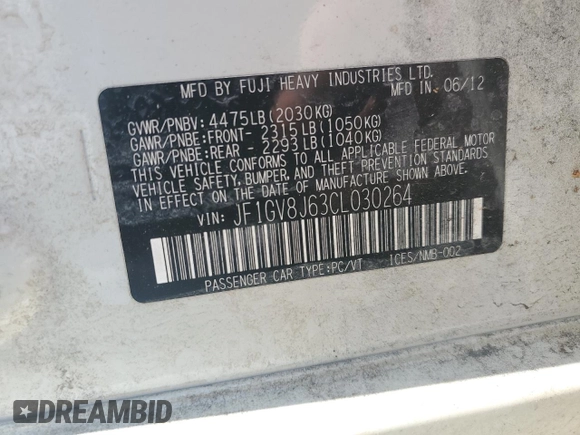 MFD BY FUJI HEAVY INDUSTRIES LTD.
MFD IN 06/12
GVWR/PNBV: 4475LB(2030KG)
GAWR/PNBE:FRONT- 2315LB(1050KG)
GAWR/PNBE:REAR - 2293LB(1040KG)
THIS VEHICLE CONFORMS TO ALL APPLICABLE FEDERAL MOTOR
VEHICLE SAFETY, BUMPER, AND THEFT PREVENTION STANDARDS
IN EFFECT ON THE DATE OF MANUFACTURE SHOWN ABOVE.
VIN: JF1GV8J63CL030264
PASSENGER CAR TYPE:PC/VT ICES/NMB-002
DREAMBID